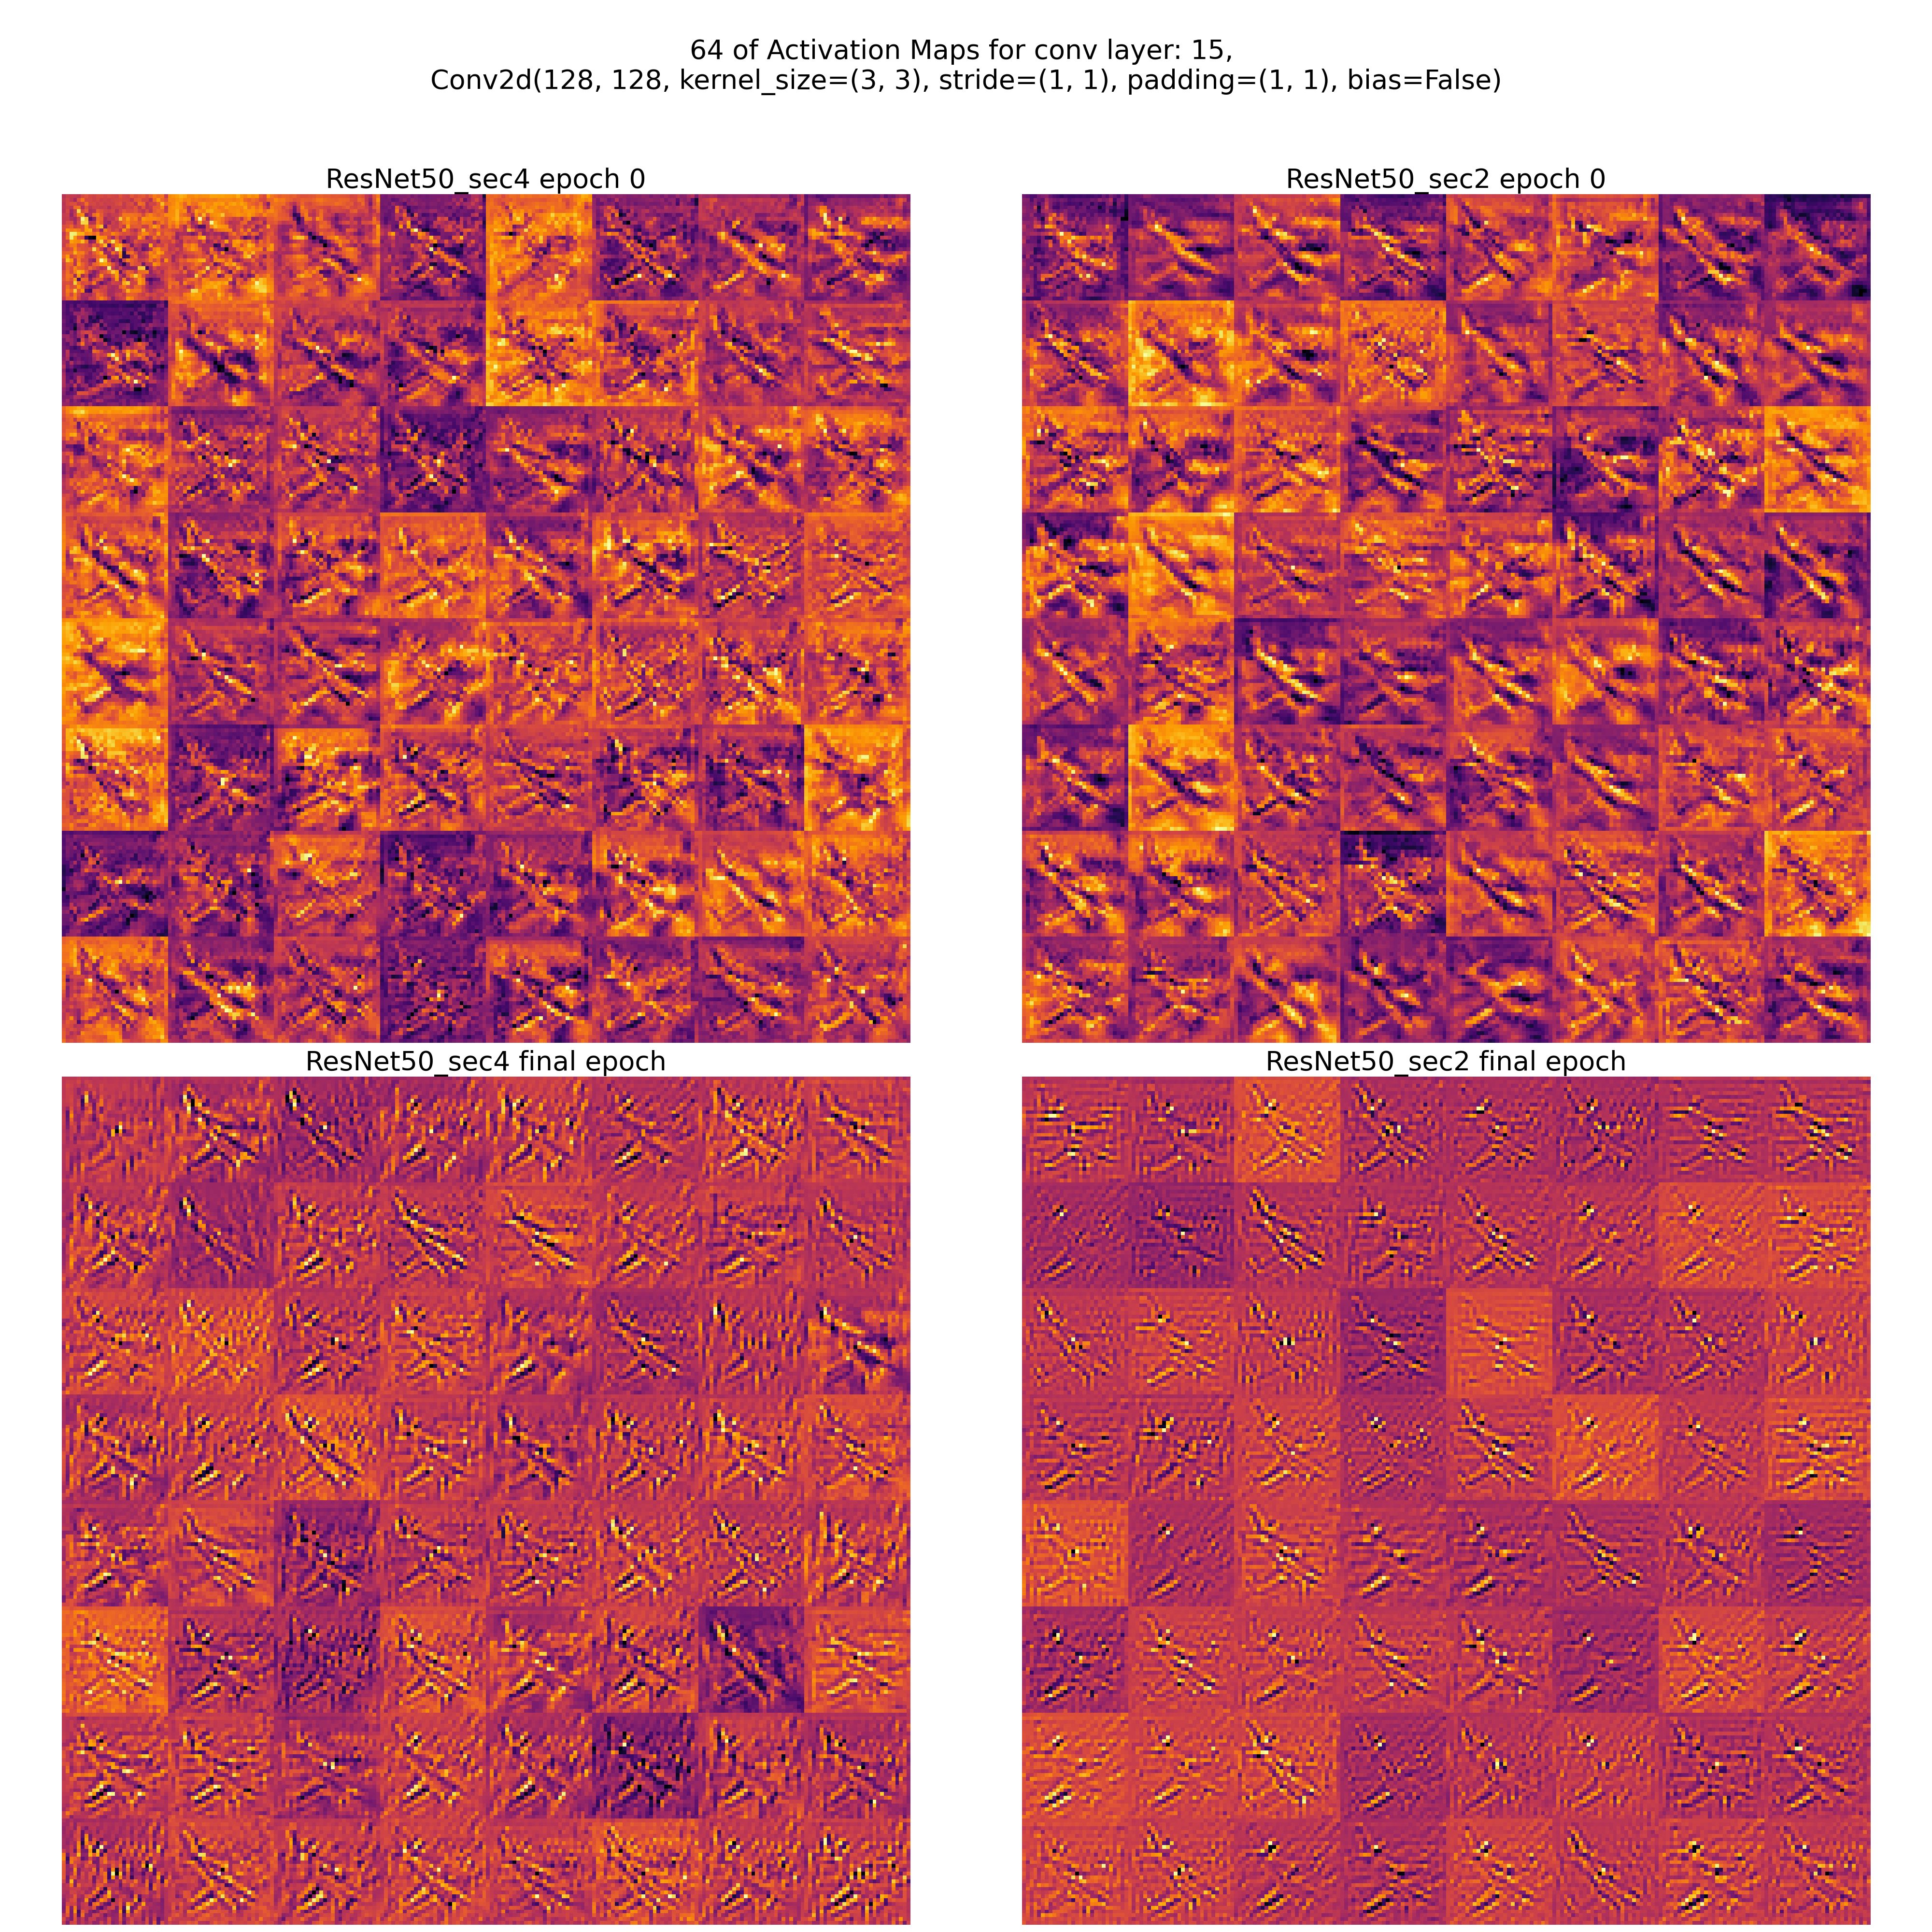 64 of Activation Maps for conv layer: 15,
Conv2d(128, 128, kernel_size=(3, 3), stride=(1, 1), padding=(1, 1), bias=False)
ResNet50_sec4 epoch 0
ResNet50_sec2 epoch 0
ResNet50_sec4 final epoch
ResNet50_sec2 final epoch